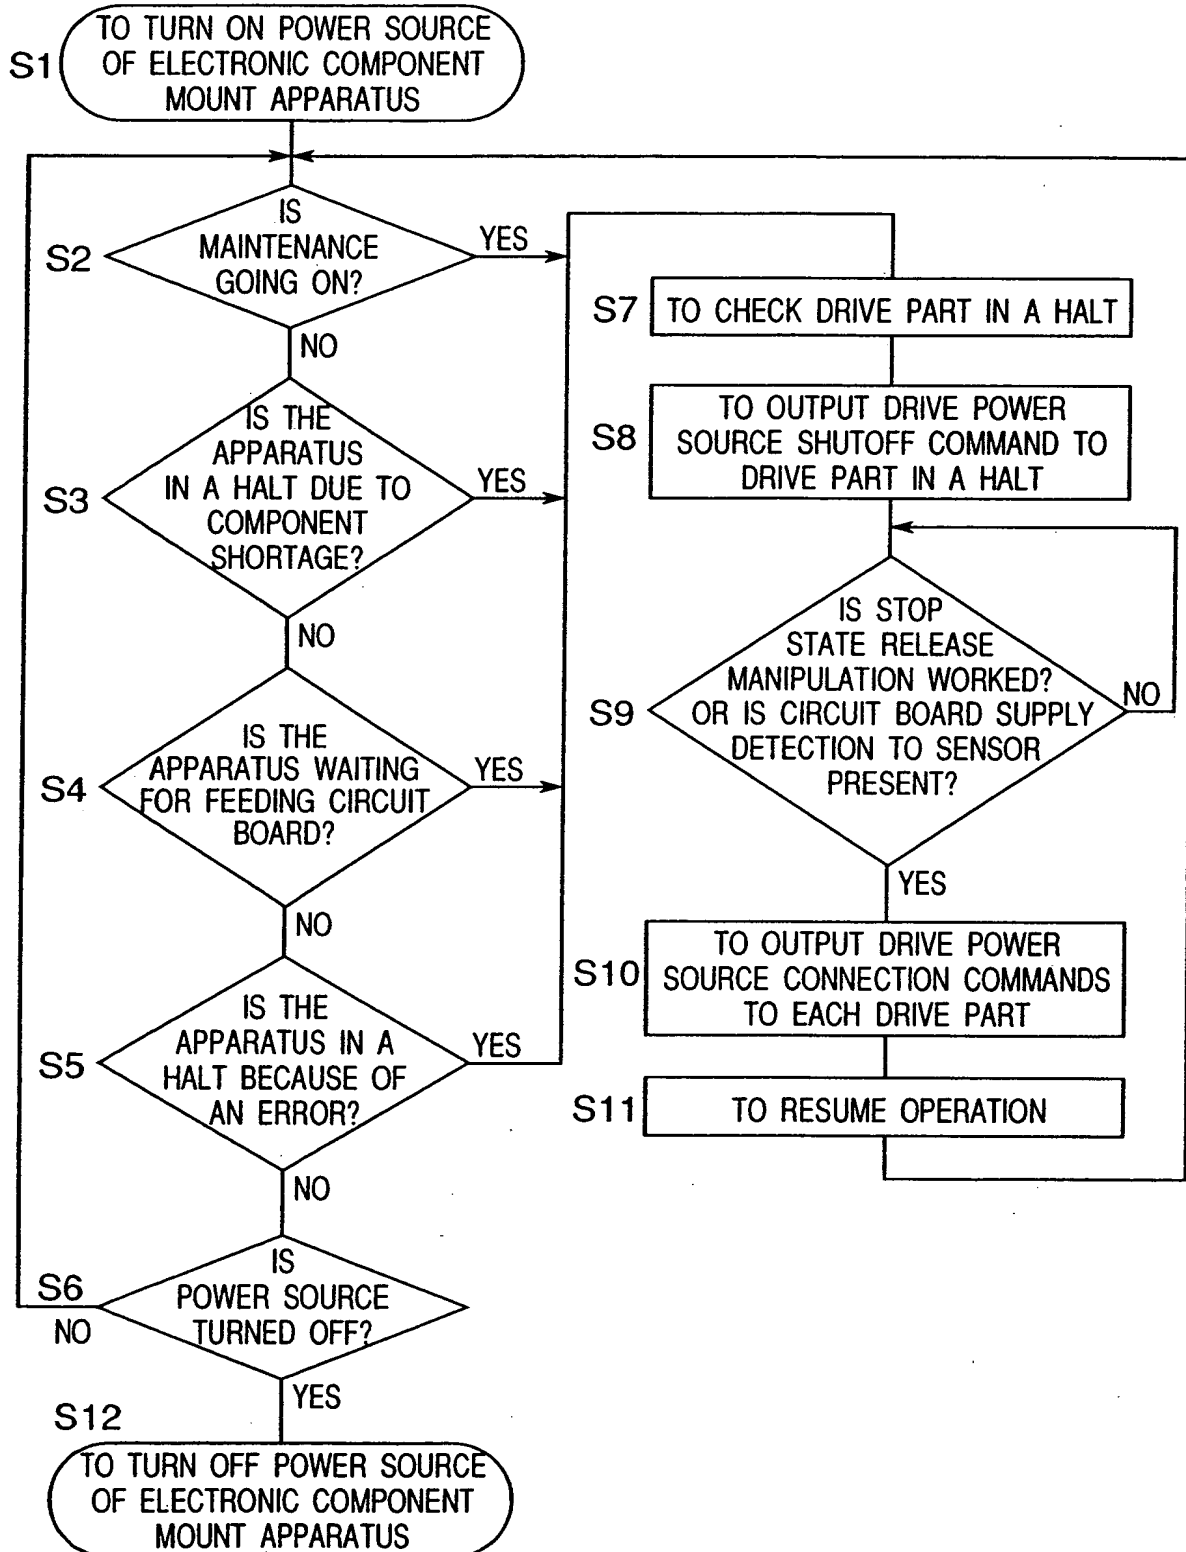 S1
TO TURN ON POWER SOURCE
OF ELECTRONIC COMPONENT
MOUNT APPARATUS
S2
IS
MAINTENANCE
GOING ON?
YES
NO
S3
IS THE
APPARATUS
IN A HALT DUE TO
COMPONENT
SHORTAGE?
YES
NO
S4
IS THE
APPARATUS WAITING
FOR FEEDING CIRCUIT
BOARD?
YES
NO
S5
IS THE
APPARATUS IN A
HALT BECAUSE OF
AN ERROR?
YES
NO
S6
IS
POWER SOURCE
TURNED OFF?
NO
YES
S12
TO TURN OFF POWER SOURCE
OF ELECTRONIC COMPONENT
MOUNT APPARATUS
S7
TO CHECK DRIVE PART IN A HALT
S8
TO OUTPUT DRIVE POWER
SOURCE SHUTOFF COMMAND TO
DRIVE PART IN A HALT
S9
IS STOP
STATE RELEASE
MANIPULATION WORKED?
OR IS CIRCUIT BOARD SUPPLY
DETECTION TO SENSOR
PRESENT?
NO
YES
S10
TO OUTPUT DRIVE POWER
SOURCE CONNECTION COMMANDS
TO EACH DRIVE PART
S11
TO RESUME OPERATION